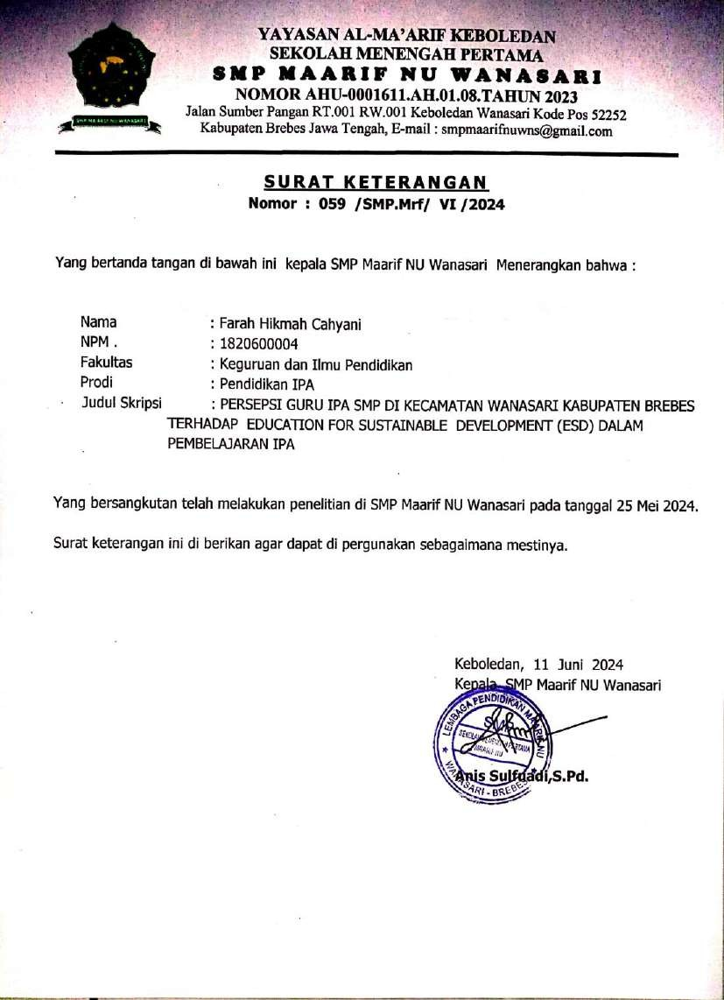 YAYASAN AL-MA'ARIF KEBOLEDAN
SEKOLAH MENENGAH PERTAMA
SMP MAARIF NU WANASARI
NOMOR AHU-0001611.AH.01.08.TAHUN 2023
Jalan Sumber Pangan RT.001 RW.001 Keboledan Wanasari Kode Pos 52252
Kabupaten Brebes Jawa Tengah, E-mail : smpmaarifnuwns@gmail.com
SMP MA'ARIF NU WANASARI
SURAT KETERANGAN
Nomor : 059 /SMP.Mrf/ VI /2024
Yang bertanda tangan di bawah ini kepala SMP Maarif NU Wanasari Menerangkan bahwa :
Nama : Farah Hikmah Cahyani
NPM . : 1820600004
Fakultas : Keguruan dan Ilmu Pendidikan
Prodi : Pendidikan IPA
Judul Skripsi : PERSEPSI GURU IPA SMP DI KECAMATAN WANASARI KABUPATEN BREBES
TERHADAP EDUCATION FOR SUSTAINABLE DEVELOPMENT (ESD) DALAM
PEMBELAJARAN IPA
Yang bersangkutan telah melakukan penelitian di SMP Maarif NU Wanasari pada tanggal 25 Mei 2024.
Surat keterangan ini di berikan agar dapat di pergunakan sebagaimana mestinya.
Keboledan, 11 Juni 2024
Kepala SMP Maarif NU Wanasari
LEMBAGA PENDIDIKAN MAARIF NU
SMP
SEKOLAH MENENGAH PERTAMA
MAARIF NU
WANASARI - BREBES
Anis Sulfuadi,S.Pd.